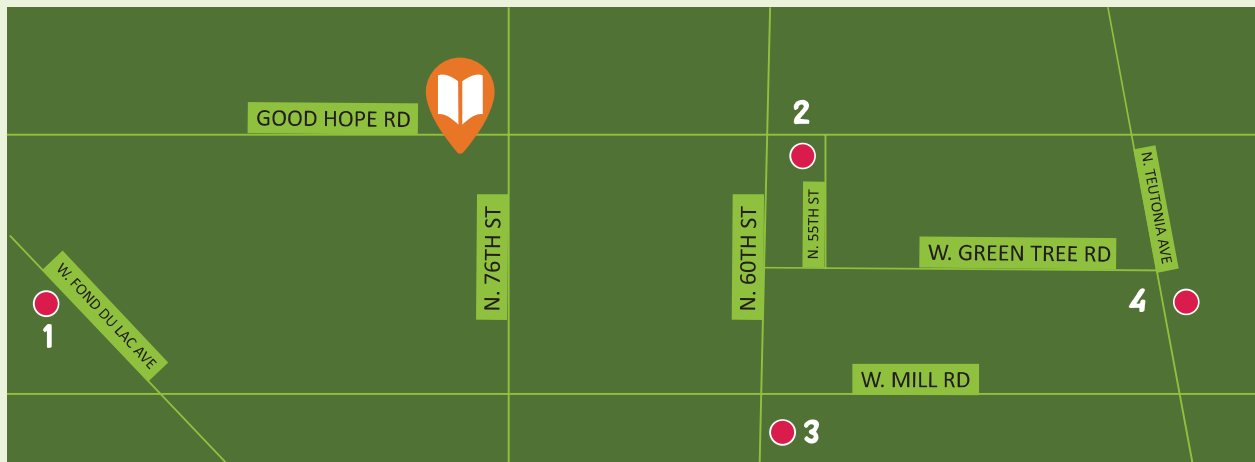 2
GOOD HOPE RD
N. TEUTONIA AVE
N. 55TH ST
N. 76TH ST
N. 60TH ST
W. GREEN TREE RD
W. FOND DU LAC AVE
4
1
W. MILL RD
3